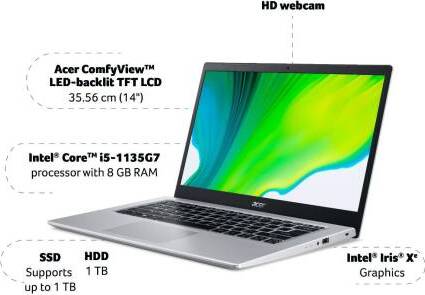 HD webcam
Acer ComfyView™
LED-backlit TFT LCD
35.56 cm (14")
Intel® Core™ i5-1135G7
processor with 8 GB RAM
acer
SSD
Supports
up to 1 TB
HDD
1 TB
Intel® Iris® Xᵉ
Graphics